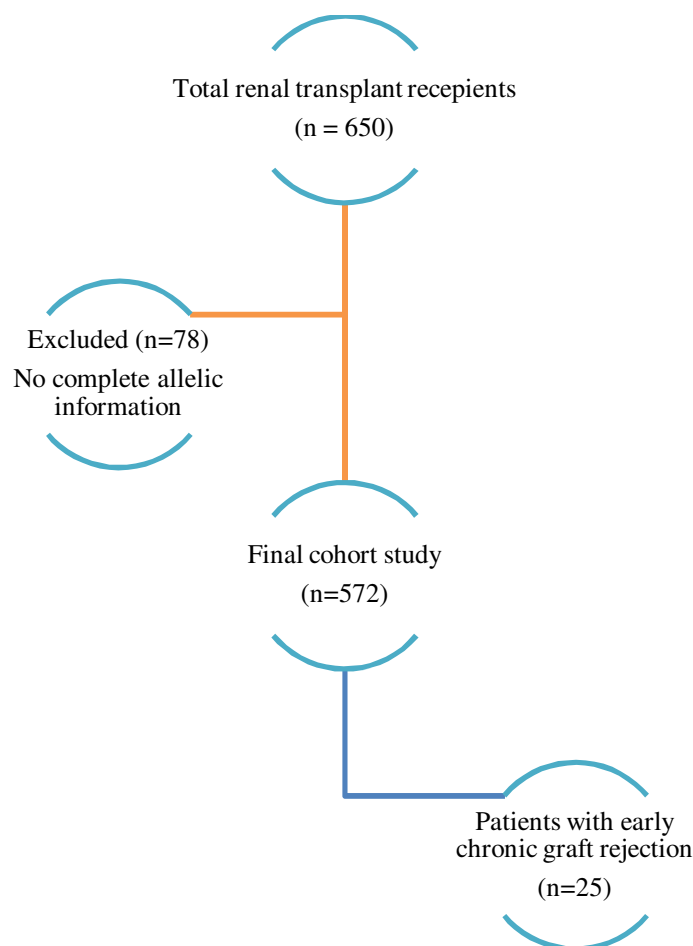 Total renal transplant recepients
(n = 650)
Excluded (n=78)
No complete allelic
information
Final cohort study
(n=572)
Patients with early
chronic graft rejection
(n=25)